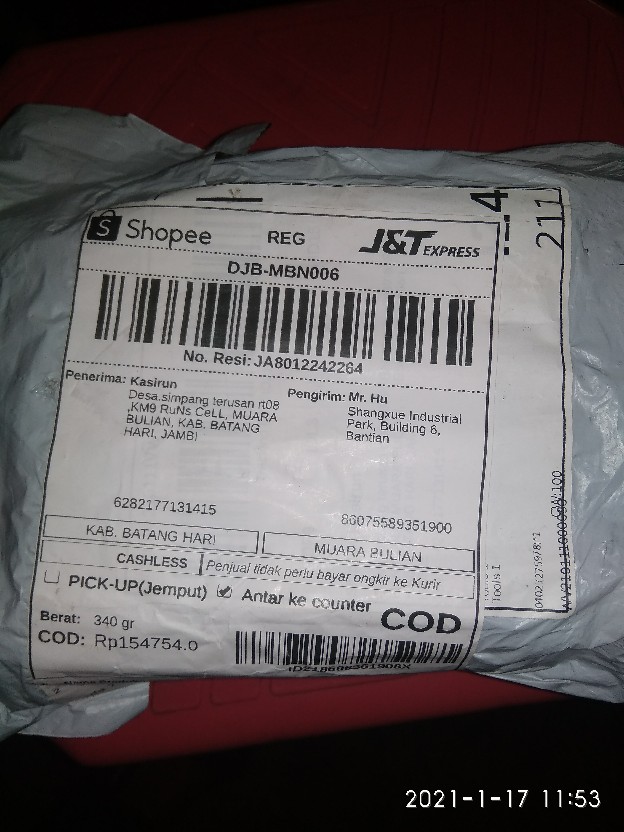 Shopee
REG
J&T EXPRESS
DJB-MBN006
No. Resi: JA8012242264
Penerima: Kasirun
Desa.simpang terusan rt08
,KM9 RuNs CeLL, MUARA
BULIAN, KAB. BATANG
HARI, JAMBI
6282177131415
Pengirim: Mr. Hu
Shangxue Industrial
Park, Building 6,
Bantian
86075589351900
KAB. BATANG HARI
MUARA BULIAN
CASHLESS
Penjual tidak perlu bayar ongkir ke Kurir
PICK-UP(Jemput)
Antar ke counter
Berat: 340 gr
COD: Rp154754.0
COD
211
Tools 1
2021-1-17 11:53